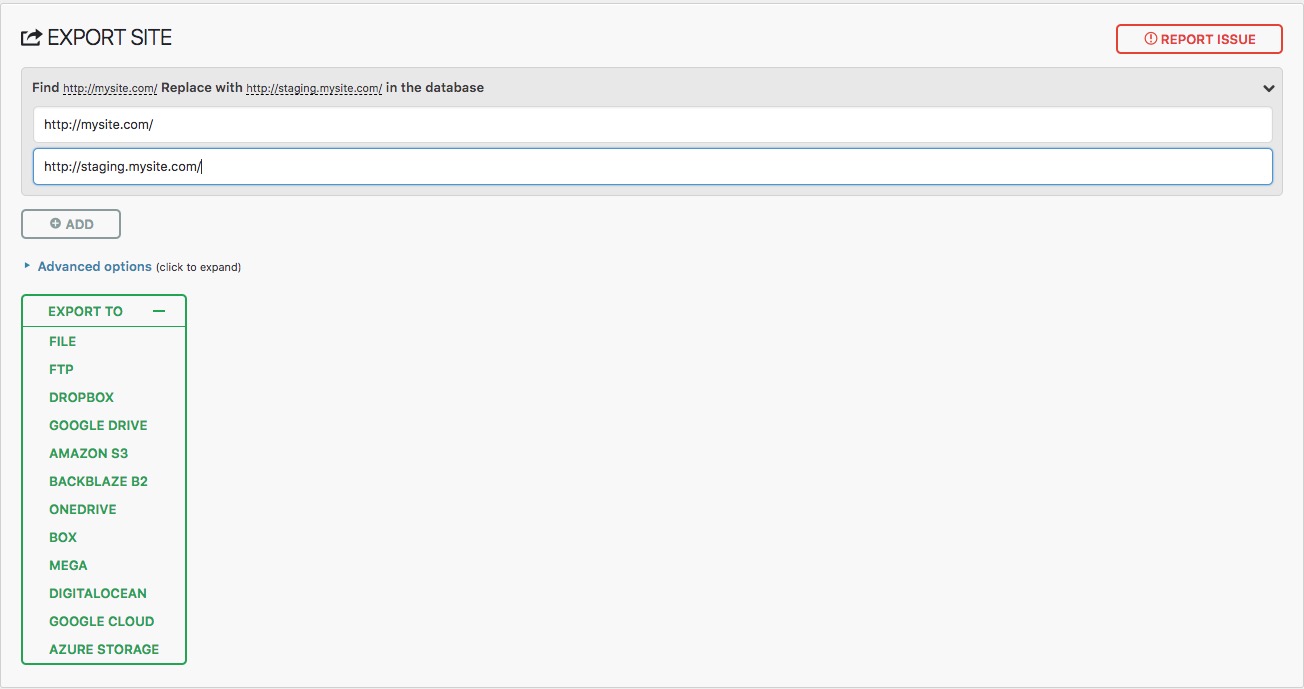 EXPORT SITE
REPORT ISSUE
Find http://mysite.com/ Replace with http://staging.mysite.com/ in the database
http://mysite.com/
http://staging.mysite.com/
ADD
Advanced options (click to expand)
EXPORT TO
FILE
FTP
DROPBOX
GOOGLE DRIVE
AMAZON S3
BACKBLAZE B2
ONEDRIVE
BOX
MEGA
DIGITALOCEAN
GOOGLE CLOUD
AZURE STORAGE